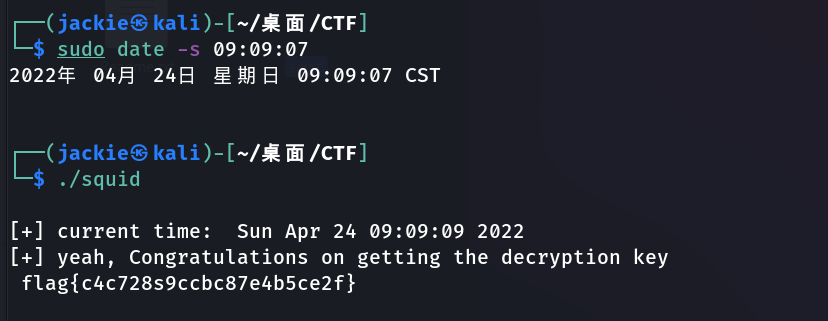 ┌──(jackie㉿kali)-[~/桌面/CTF]
└─$ sudo date -s 09:09:07
2022年 04月 24日 星期日 09:09:07 CST
┌──(jackie㉿kali)-[~/桌面/CTF]
└─$ ./squid
[+] current time:  Sun Apr 24 09:09:09 2022
[+] yeah, Congratulations on getting the decryption key
flag{c4c728s9ccbc87e4b5ce2f}